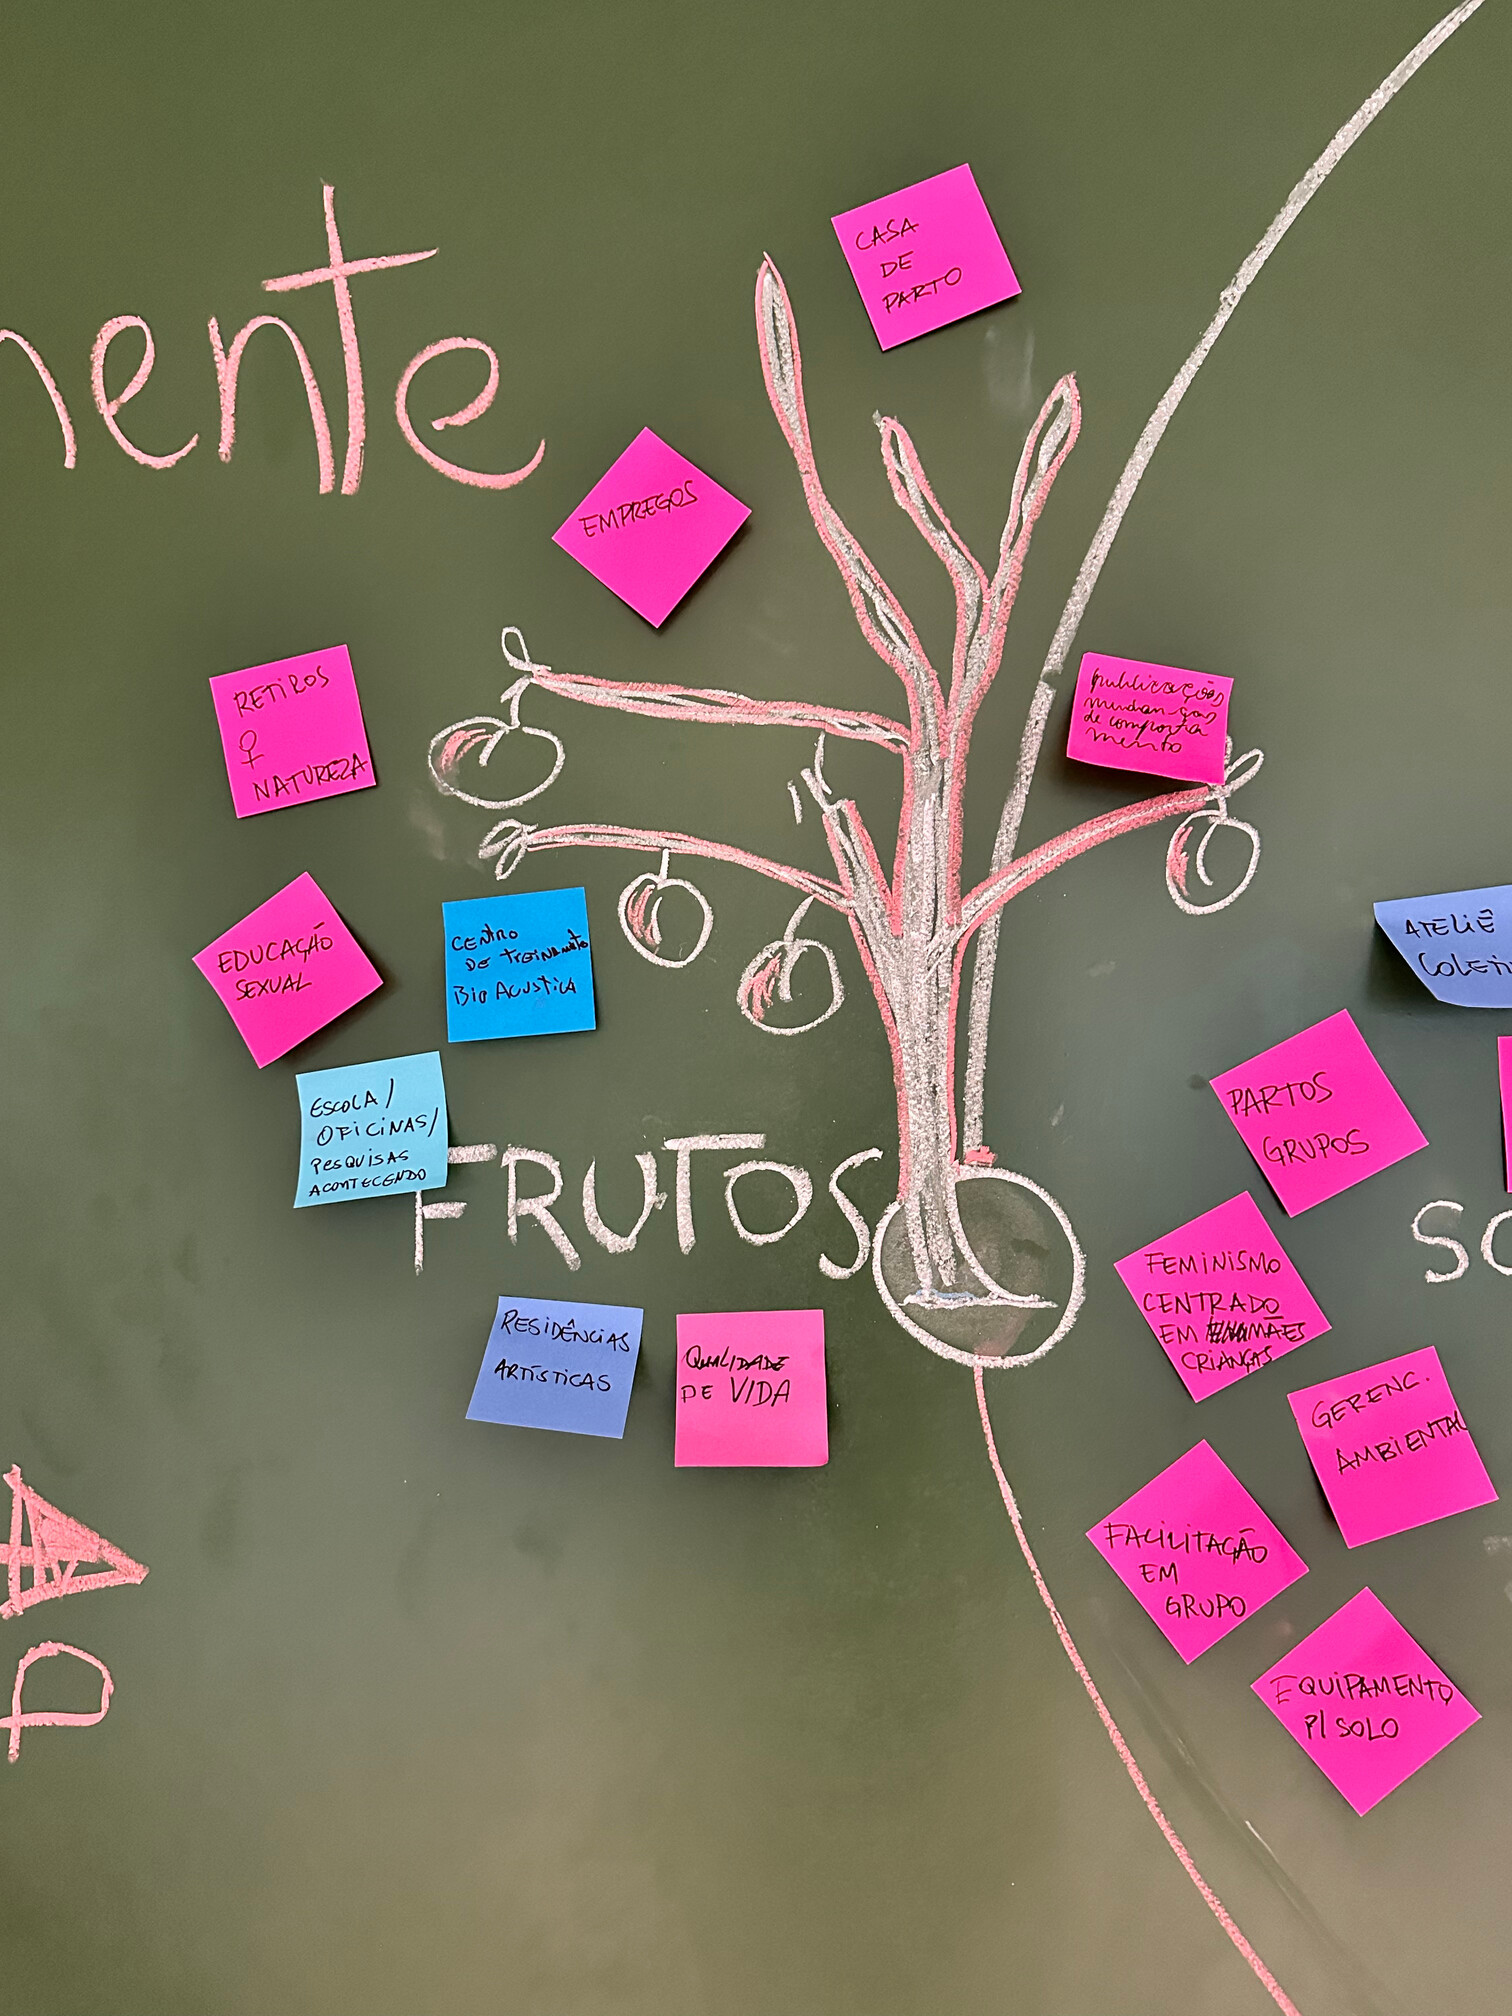 CASA
DE
PARTO
nente
EMPREGOS
RETIROS
♀
NATUREZA
publicações
mudanças
de comporta
mento
EDUCAÇÃO
SEXUAL
CENTRO
DE TREINAMENTO
BIO ACUSTICA
ATELIÊ
COLETI
ESCOLA/
OFICINAS/
PESQUISAS
ACONTECENDO
PARTOS
GRUPOS
FRUTOS
SO
FEMINISMO
CENTRADO
EM MÃES
CRIANÇAS
RESIDÊNCIAS
ARTÍSTICAS
QUALIDADE
DE VIDA
GERENC.
AMBIENTAL
FACILITAÇÃO
EM
GRUPO
EQUIPAMENTO
P/ SOLO